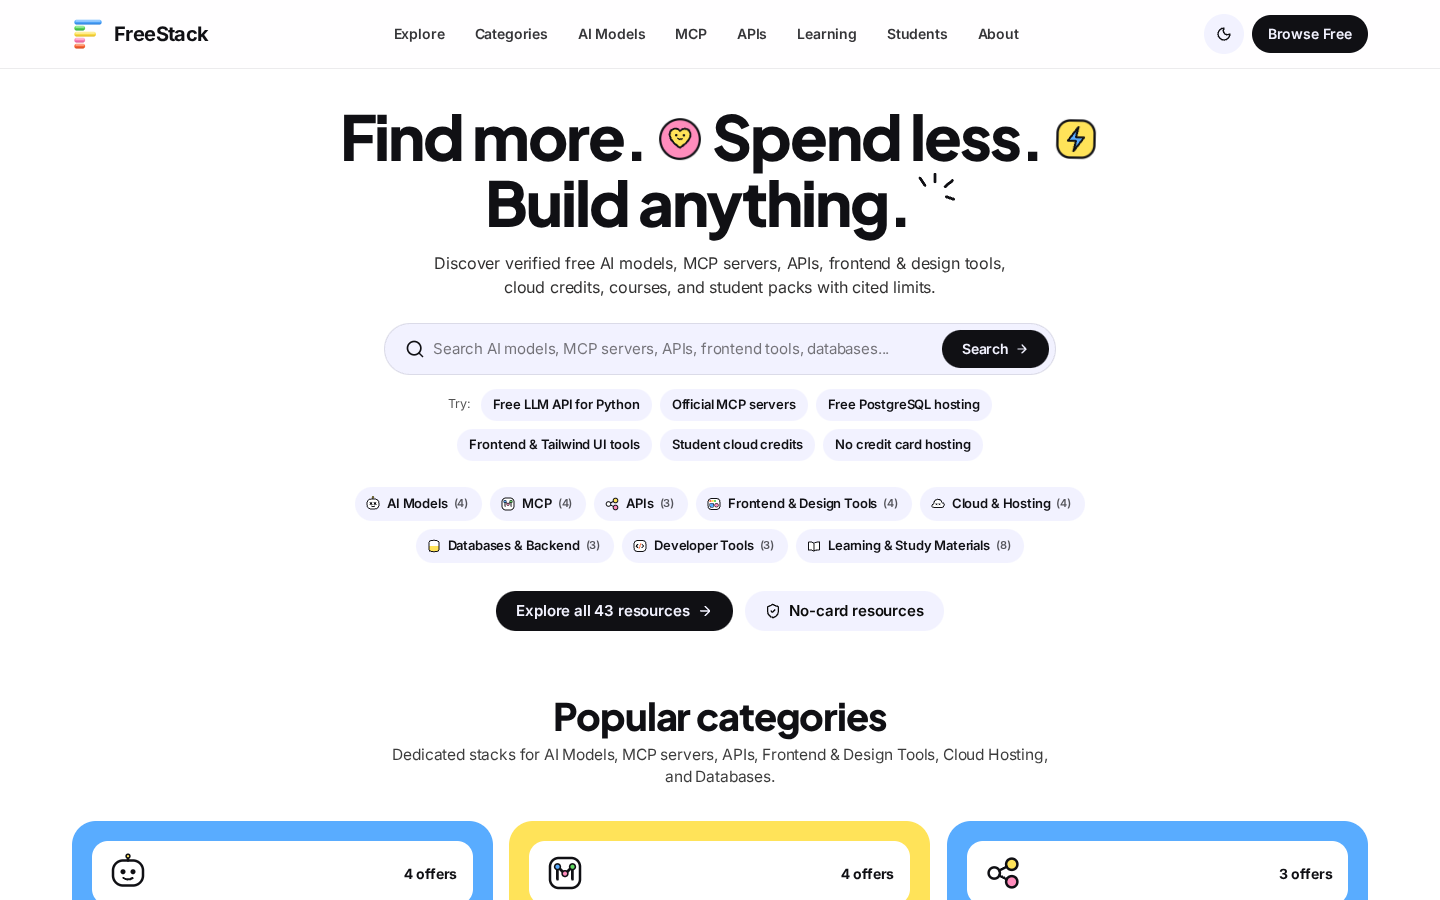 FreeStack
Explore Categories AI Models MCP APIs Learning Students About
Browse Free
Find more. Spend less.
Build anything.
Discover verified free AI models, MCP servers, APIs, frontend & design tools,
cloud credits, courses, and student packs with cited limits.
Search AI models, MCP servers, APIs, frontend tools, databases...
Search
Try: Free LLM API for Python Official MCP servers Free PostgreSQL hosting
Frontend & Tailwind UI tools Student cloud credits No credit card hosting
AI Models (4) MCP (4) APIs (3) Frontend & Design Tools (4) Cloud & Hosting (4)
Databases & Backend (3) Developer Tools (3) Learning & Study Materials (8)
Explore all 43 resources No-card resources
Popular categories
Dedicated stacks for AI Models, MCP servers, APIs, Frontend & Design Tools, Cloud Hosting,
and Databases.
4 offers 4 offers 3 offers